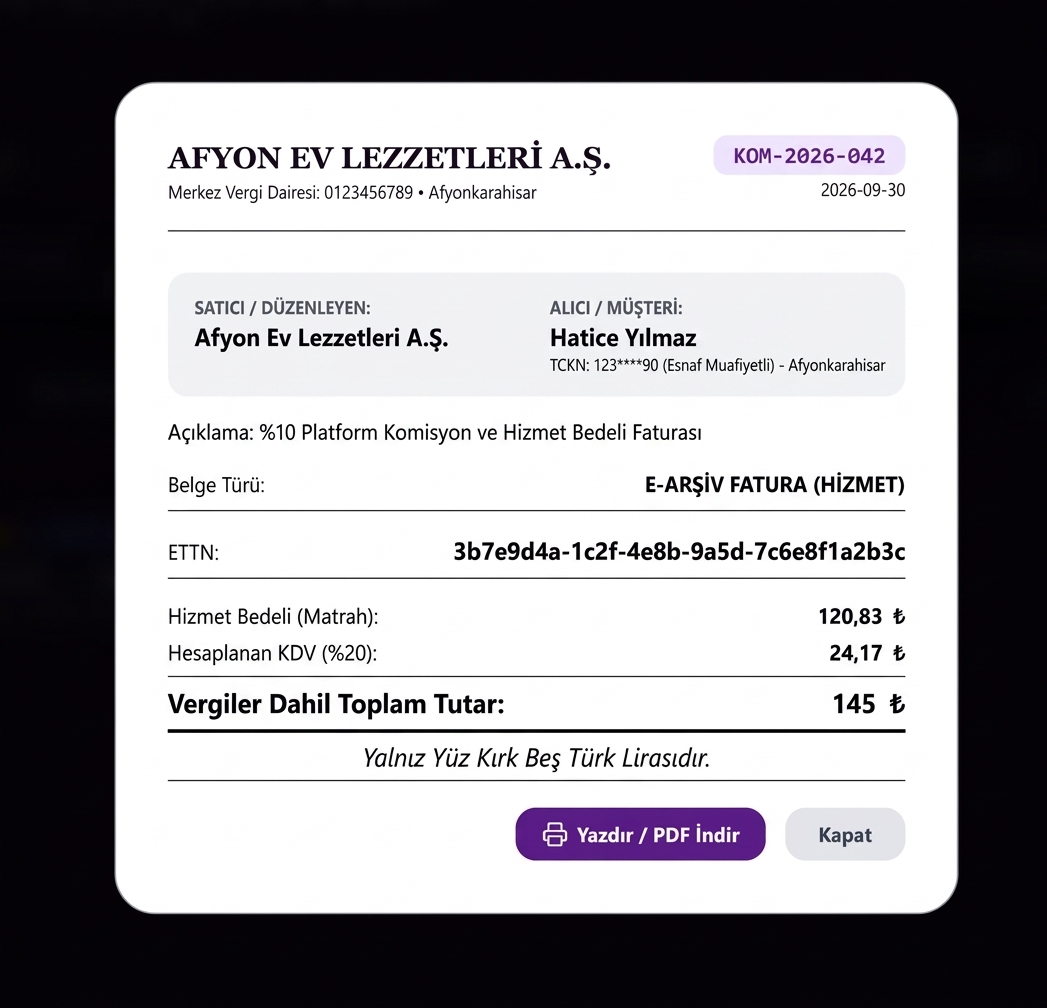 AFYON EV LEZZETLERİ A.Ş.
KOM-2026-042
Merkez Vergi Dairesi: 0123456789 • Afyonkarahisar
2026-09-30
SATICI / DÜZENLEYEN:
Afyon Ev Lezzetleri A.Ş.
ALICI / MÜŞTERİ:
Hatice Yılmaz
TCKN: 123****90 (Esnaf Muafiyetli) - Afyonkarahisar
Açıklama: %10 Platform Komisyon ve Hizmet Bedeli Faturası
Belge Türü: E-ARŞİV FATURA (HİZMET)
ETTN: 3b7e9d4a-1c2f-4e8b-9a5d-7c6e8f1a2b3c
Hizmet Bedeli (Matrah): 120,83 ₺
Hesaplanan KDV (%20): 24,17 ₺
Vergiler Dahil Toplam Tutar: 145 ₺
Yalnız Yüz Kırk Beş Türk Lirasıdır.
Yazdır / PDF İndir
Kapat